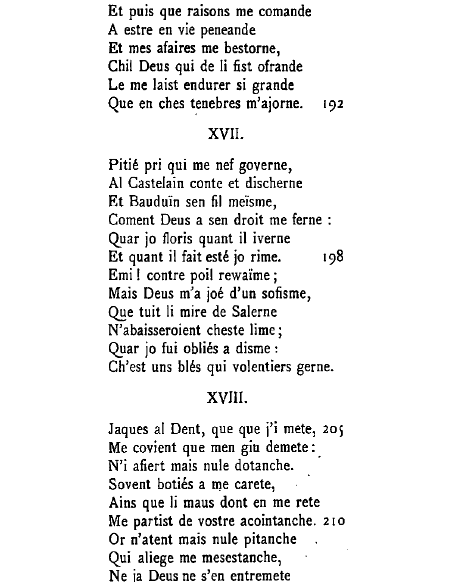 Et puis que raisons me comande
A estre en vie peneande
Et mes afaires me bestorne,
Chil Deus qui de li fist ofrande
Le me laist endurer si grande
Que en ches tenebres m'ajorne. 192
XVII.
Pitié pri qui me nef governe,
Al Castelain conte et discherne
Et Bauduïn sen fil meïsme,
Coment Deus a sen droit me ferne :
Quar jo floris quant il iverne
Et quant il fait esté jo rime. 198
Emi ! contre poil rewaïme ;
Mais Deus m'a joé d'un sofisme,
Que tuit li mire de Salerne
N'abaisseroient cheste lime ;
Quar jo fui obliés a disme :
Ch'est uns blés qui volentiers gerne.
XVIII.
Jaques al Dent, que que j'i mete, 205
Me covient que men giu demete :
N'i afiert mais nule dotanche.
Sovent botiés a me carete,
Ains que li maus dont en me rete
Me partist de vostre acointanche. 210
Or n'atent mais nule pitanche
Qui aliege me mesestanche,
Ne ja Deus ne s'en entremete